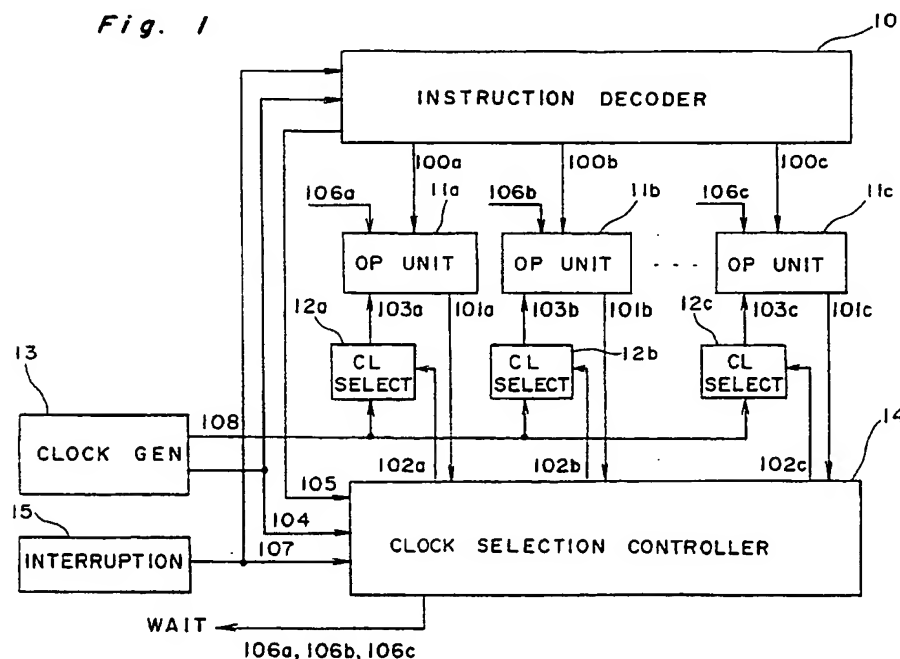 Fig. 1
10
INSTRUCTION DECODER
100a 100b 100c
106a 11a 106b 11b 106c 11c
OP UNIT OP UNIT - - - - OP UNIT
12a 103a 101a 103b 101b 12c 103c 101c
CL SELECT CL SELECT 12b CL SELECT
13
CLOCK GEN
108
14
102a 102b 102c
105
15
104
INTERRUPTION
107
CLOCK SELECTION CONTROLLER
WAIT
106a, 106b, 106c